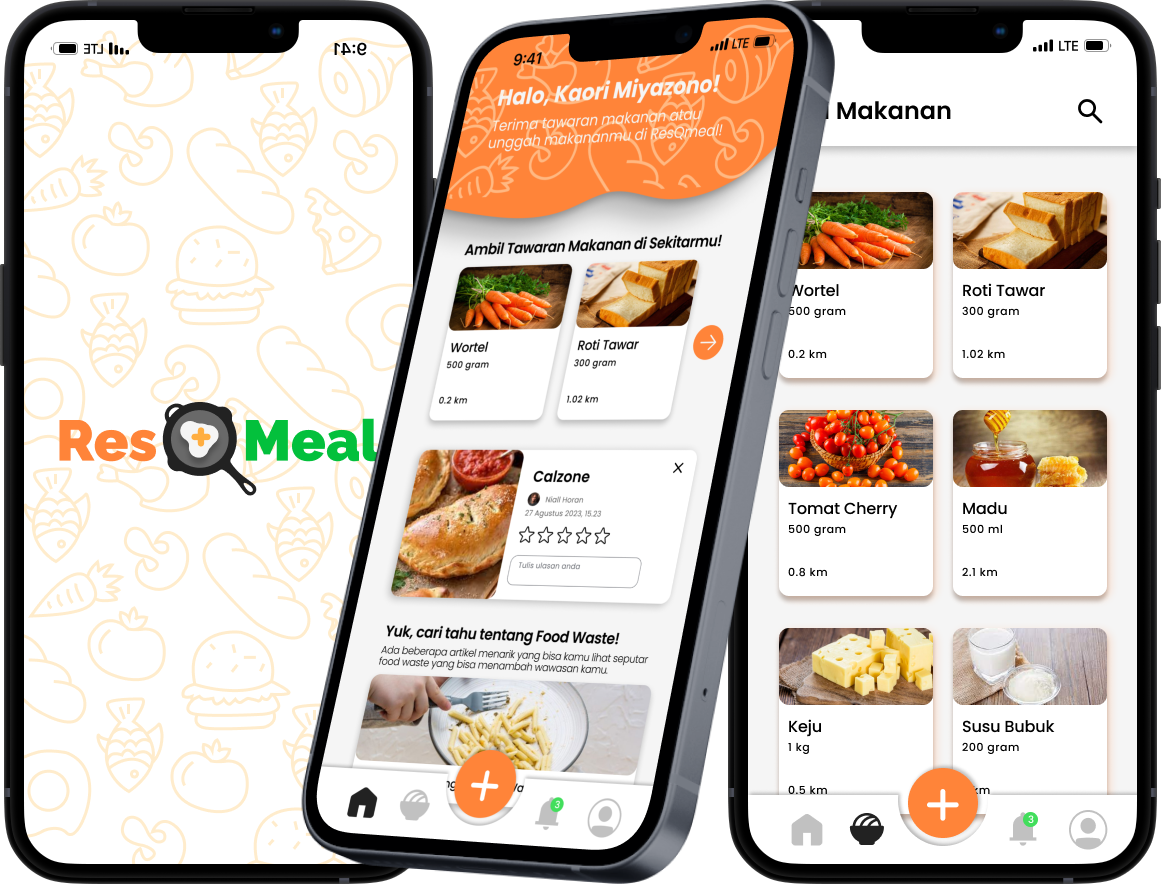 LTE
9:41
Res Meal
9:41
LTE
Halo, Kaori Miyazono!
Terima tawaran makanan atau
unggah makananmu di ResQmeal!
Ambil Tawaran Makanan di Sekitarmu!
Wortel
500 gram
0.2 km
Roti Tawar
300 gram
1.02 km
Calzone
X
Niall Horan
27 Agustus 2023, 15.23
Tulis ulasan anda
Yuk, cari tahu tentang Food Waste!
Ada beberapa artikel menarik yang bisa kamu lihat seputar
food waste yang bisa menambah wawasan kamu.
3
LTE
Makanan
Wortel
500 gram
0.2 km
Roti Tawar
300 gram
1.02 km
Tomat Cherry
500 gram
0.8 km
Madu
500 ml
2.1 km
Keju
1 kg
0.5 km
Susu Bubuk
200 gram
km
3